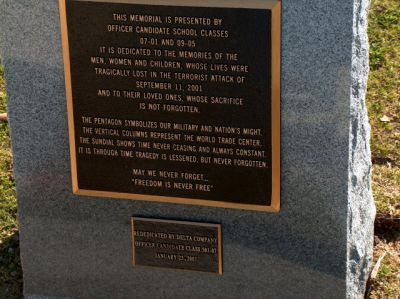 THIS MEMORIAL IS PRESENTED BY
OFFICER CANDIDATE SCHOOL CLASSES
07-01 AND 09-05
IT IS DEDICATED TO THE MEMORIES OF THE
MEN, WOMEN AND CHILDREN, WHOSE LIVES WERE
TRAGICALLY LOST IN THE TERRORIST ATTACK OF
SEPTEMBER 11, 2001
AND TO THEIR LOVED ONES, WHOSE SACRIFICE
IS NOT FORGOTTEN.
THE PENTAGON SYMBOLIZES OUR MILITARY AND NATION'S MIGHT.
THE VERTICAL COLUMNS REPRESENT THE WORLD TRADE CENTER.
THE SUNDIAL SHOWS TIME NEVER CEASING AND ALWAYS CONSTANT.
IT IS THROUGH TIME TRAGEDY IS LESSENED, BUT NEVER FORGOTTEN.
MAY WE NEVER FORGET...
"FREEDOM IS NEVER FREE"
REDEDICATED BY DELTA COMPANY
OFFICER CANDIDATE CLASS 501-07
JANUARY 23, 2007